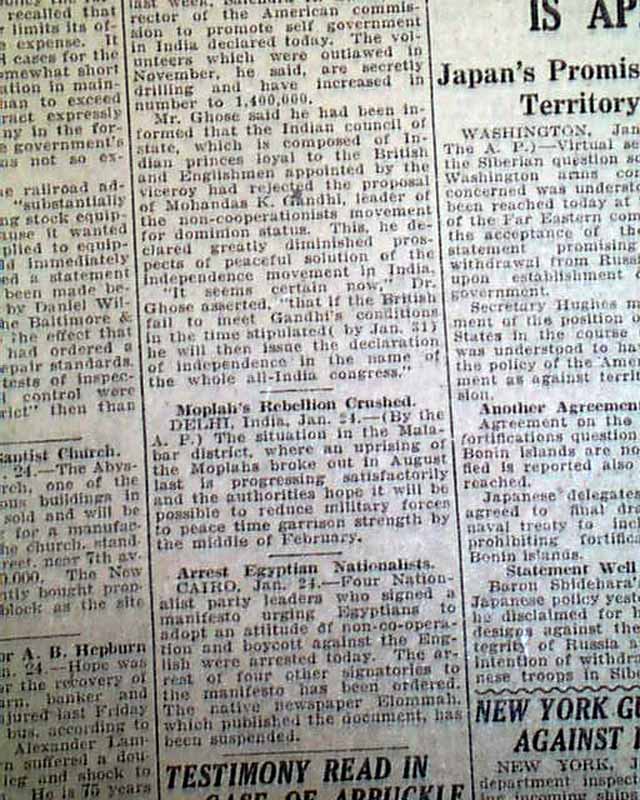 recalled that
limits its of-
expense. It
cases for the
mewhat short
ation in main-
han to exceed
ract expressly
ny in the for-
e government's
as not so ex-
e railroad ad-
"substantially
ng stock equip-
ause it wanted
plied to equip-
d immediately
ed a statement
been made be-
by Daniel Wil-
he Baltimore &
the effect that
had ordered a
epair standards.
tests of inspec-
l control were
rict" then than
Baptist Church.
24.—The Abys-
rch, one of the
ous buildings in
sold and will be
for a manufac-
he church, stand-
reet, near 7th av-
0,000. The New
ntly bought prop-
block as the site
or A. B. Hepburn
n. 24.—Hope was
r the recovery of
urn, banker and
jured last Friday
bus, according to
Alexander Lam-
n suffered a dou-
leg and shock to
He is 75 years
rector of the American commis-
sion to promote self government
in India declared today. The vol-
unteers which were outlawed in
November, he said, are secretly
drilling and have increased in
number to 1,400,000.
Mr. Ghose said he had been in-
formed that the Indian council of
state, which is composed of In-
dian princes loyal to the British
and Englishmen appointed by the
viceroy had rejected the proposal
of Mohandas K. Gandhi, leader of
the non-cooperationists movement
for dominion status. This, he de-
clared greatly diminished pros-
pects of peaceful solution of the
independence movement in India.
"It seems certain now," Dr.
Ghose asserted, "that if the British
fail to meet Gandhi's conditions
in the time stipulated( by Jan. 31)
he will then issue the declaration
of independence in the name of
the whole all-India congress."
Moplah's Rebellion Crushed.
DELHI, India, Jan. 24.—(By the
A. P.) The situation in the Mala-
bar district, where an uprising of
the Moplahs broke out in August
last is progressing satisfactorily
and the authorities hope it will be
possible to reduce military forces
to peace time garrison strength by
the middle of February.
Arrest Egyptian Nationalists.
CAIRO, Jan. 24.—Four Nation-
alist party leaders who signed a
manifesto urging Egyptians to
adopt an attitude of non-co-opera-
tion and boycott against the Eng-
lish were arrested today. The ar-
rest of four other signatories to
the manifesto has been ordered.
The native newspaper Elommah,
which published the document, has
been suspended.
TESTIMONY READ IN
CASE OF ARBUCKLE
IS AP
Japan's Promis
Territory
WASHINGTON, Jan
The A. P.)—Virtual se
the Siberian question s
Washington arms con
concerned was underst
been reached today at
of the Far Eastern com
the acceptance of the
statement promising
withdrawal from Russi
upon establishment
government.
Secretary Hughes m
ment of the position o
States in the course
was understood to hav
the policy of the Amer
ment as against territ
sion.
Another Agreemen
Agreement on the
fortifications question
Bonin islands are no
fied is reported also
reached.
Japanese delegates
agreed to final dra
naval treaty to inc
prohibiting fortifica
Bonin islands.
Statement Well
Baron Shidehara'
Japanese policy yeste
he disclaimed for h
designs against the
tegrity of Russia a
intention of withdr
nese troops in Sib
NEW YORK GU
AGAINST
NEW YORK, J
department inspect